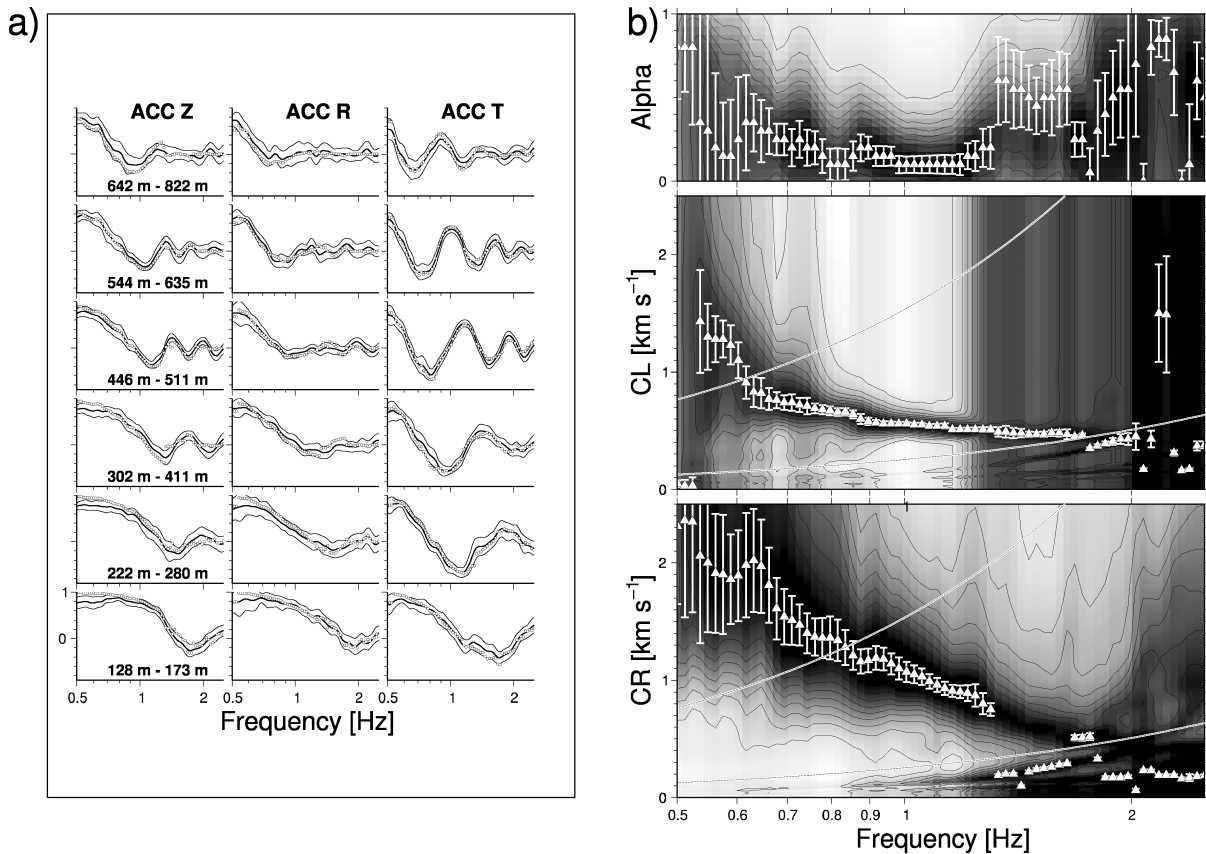 a)
ACC Z ACC R ACC T
642 m - 822 m
544 m - 635 m
446 m - 511 m
302 m - 411 m
222 m - 280 m
1
0
128 m - 173 m
0.5 1 2 0.5 1 2 0.5 1 2
Frequency [Hz]
b)
Alpha
1
0
CL [km s−1]
2
1
0
CR [km s−1]
2
1
0
0.5 0.6 0.7 0.8 0.9 1 2
Frequency [Hz]